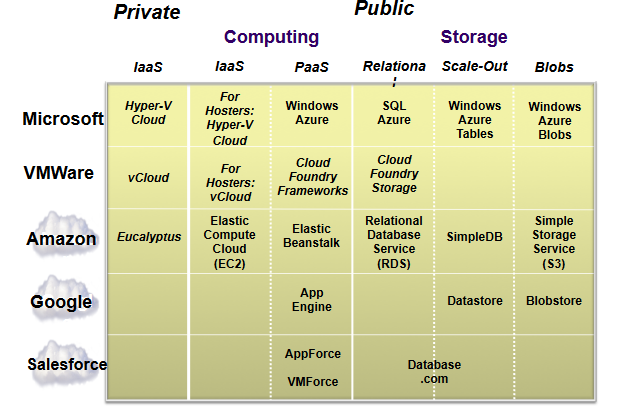 Private
Public
Computing
Storage
IaaS
IaaS
PaaS
Relational
Scale-Out
Blobs
Microsoft
Hyper-V
Cloud
For
Hosters:
Hyper-V
Cloud
Windows
Azure
SQL
Azure
Windows
Azure
Tables
Windows
Azure
Blobs
VMWare
vCloud
For
Hosters:
vCloud
Cloud
Foundry
Frameworks
Cloud
Foundry
Storage
Amazon
Eucalyptus
Elastic
Compute
Cloud
(EC2)
Elastic
Beanstalk
Relational
Database
Service
(RDS)
SimpleDB
Simple
Storage
Service
(S3)
Google
App
Engine
Datastore
Blobstore
Salesforce
AppForce
VMForce
Database
.com